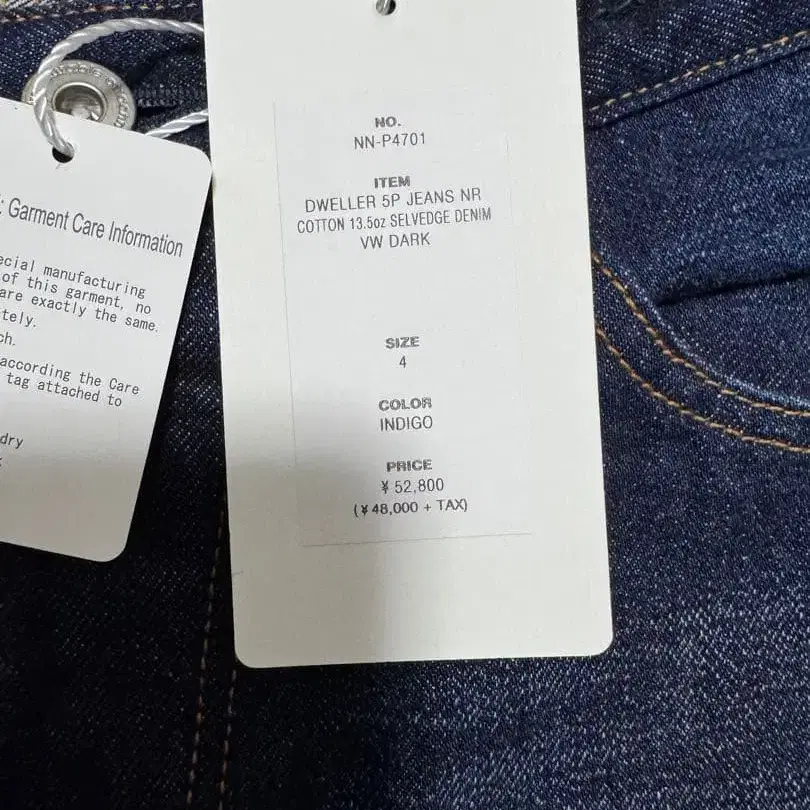 NO.
NN-P4701
ITEM
DWELLER 5P JEANS NR
COTTON 13.5oz SELVEDGE DENIM
VW DARK
SIZE
4
COLOR
INDIGO
PRICE
¥ 52,800
(¥ 48,000 + TAX)
: Garment Care Information
ecial manufacturing
of this garment, no
are exactly the same.
tely.
ch.
according the Care
tag attached to
dry